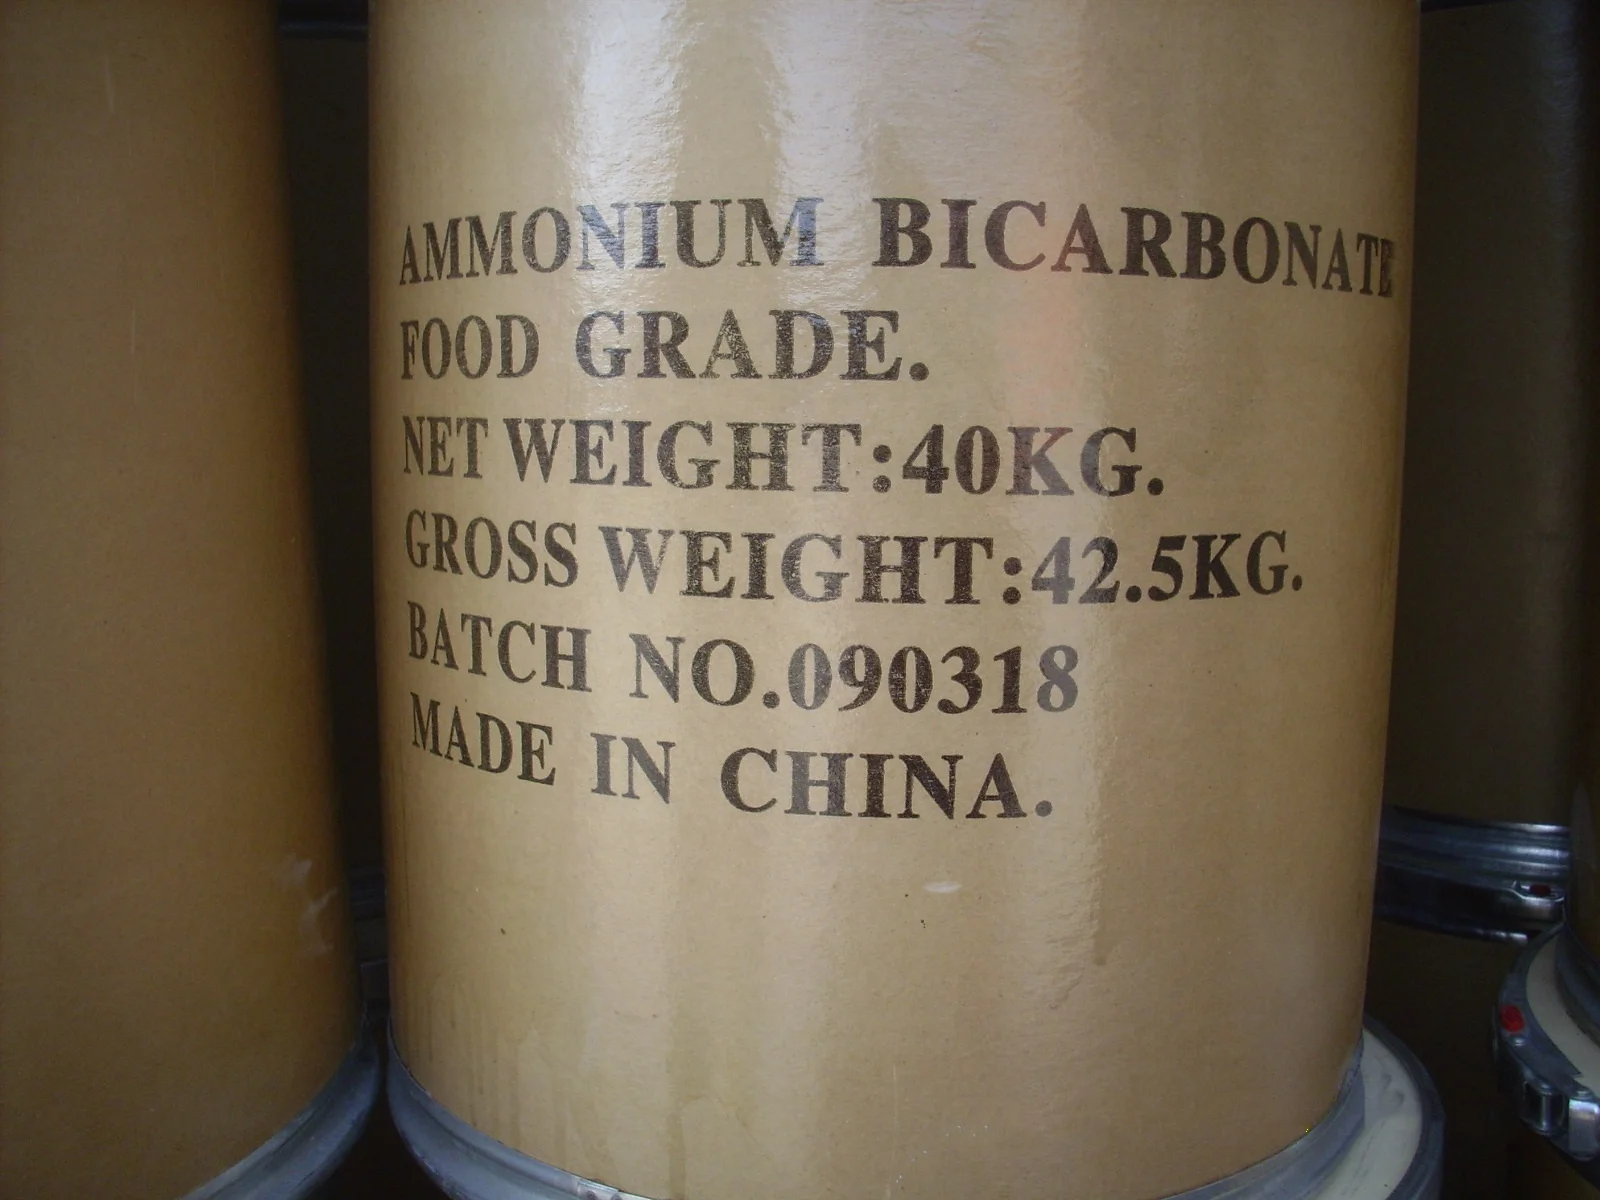 AMMONIUM BICARBONATE
FOOD GRADE.
NET WEIGHT:40KG.
GROSS WEIGHT:42.5KG.
BATCH NO.090318
MADE IN CHINA.